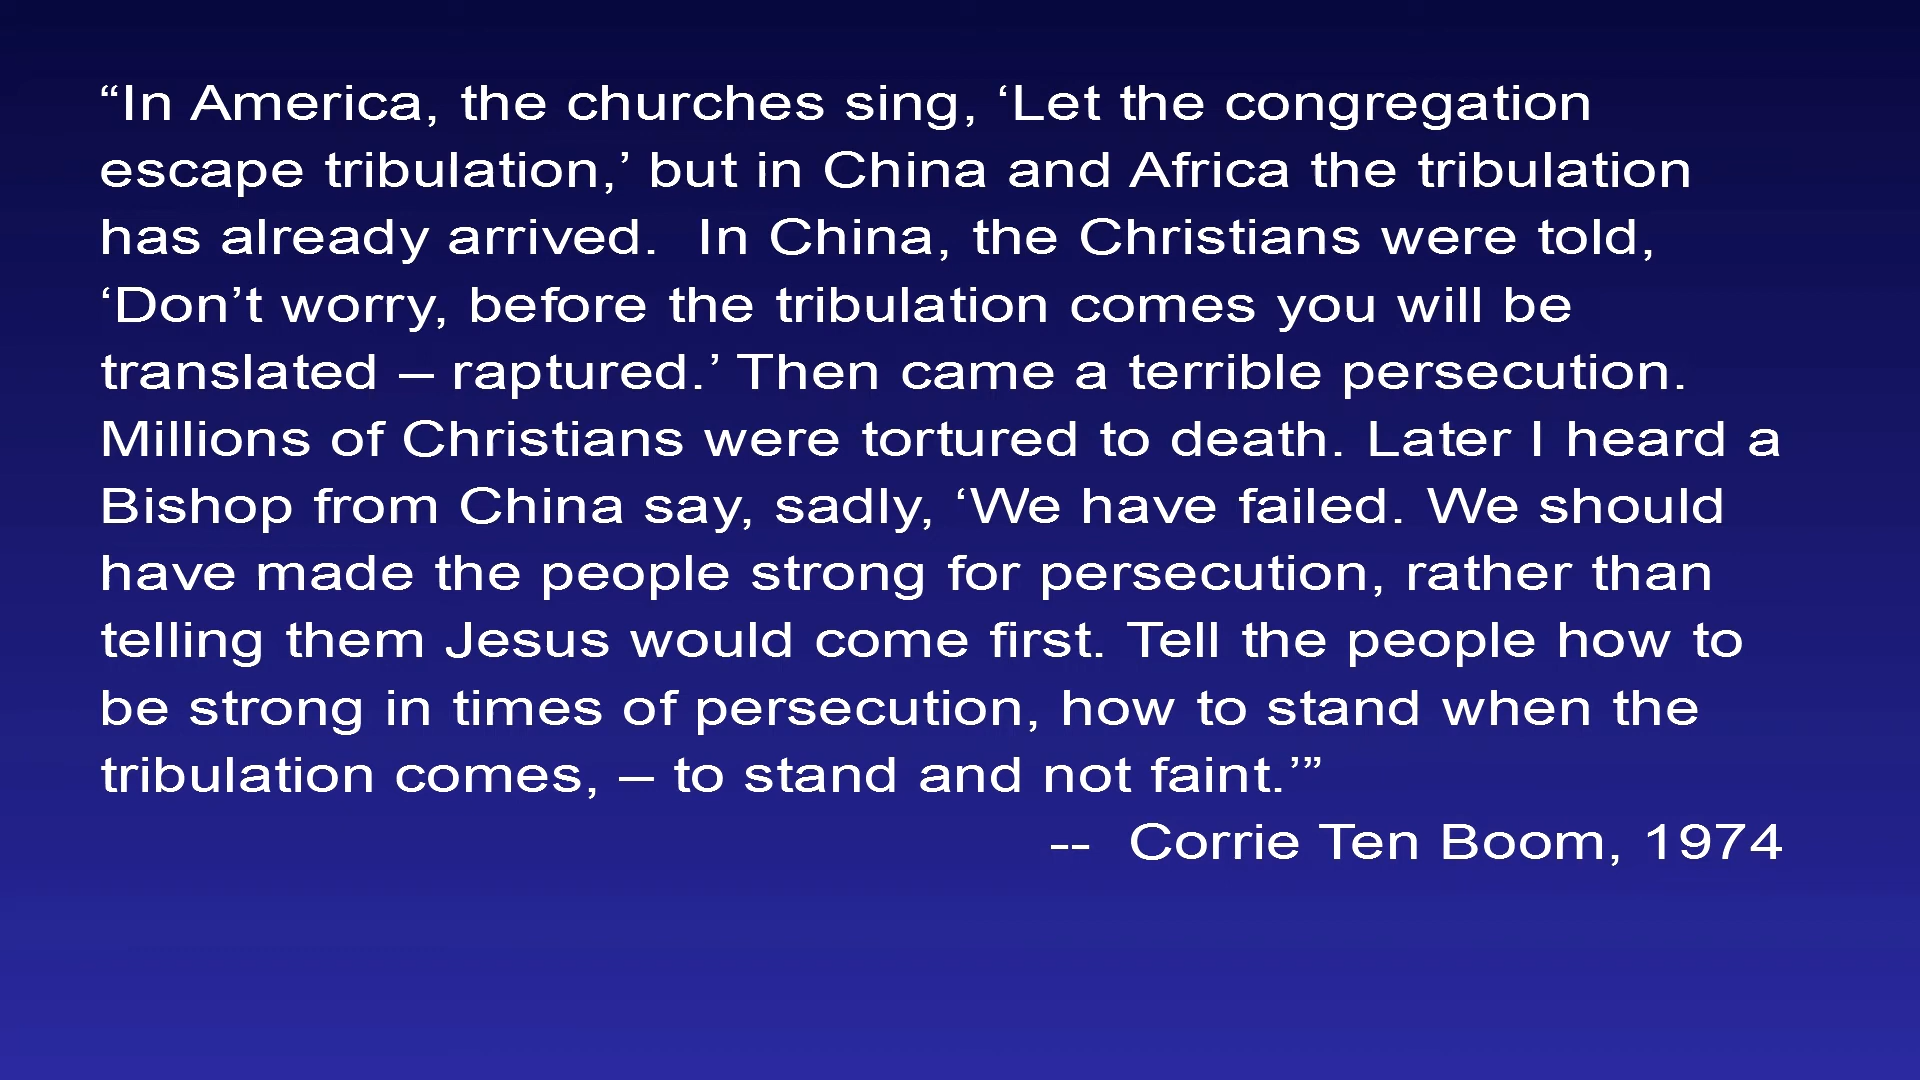 “In America, the churches sing, ‘Let the congregation
escape tribulation,’ but in China and Africa the tribulation
has already arrived.  In China, the Christians were told,
‘Don’t worry, before the tribulation comes you will be
translated – raptured.’ Then came a terrible persecution.
Millions of Christians were tortured to death. Later I heard a
Bishop from China say, sadly, ‘We have failed. We should
have made the people strong for persecution, rather than
telling them Jesus would come first. Tell the people how to
be strong in times of persecution, how to stand when the
tribulation comes, – to stand and not faint.’”
--  Corrie Ten Boom, 1974